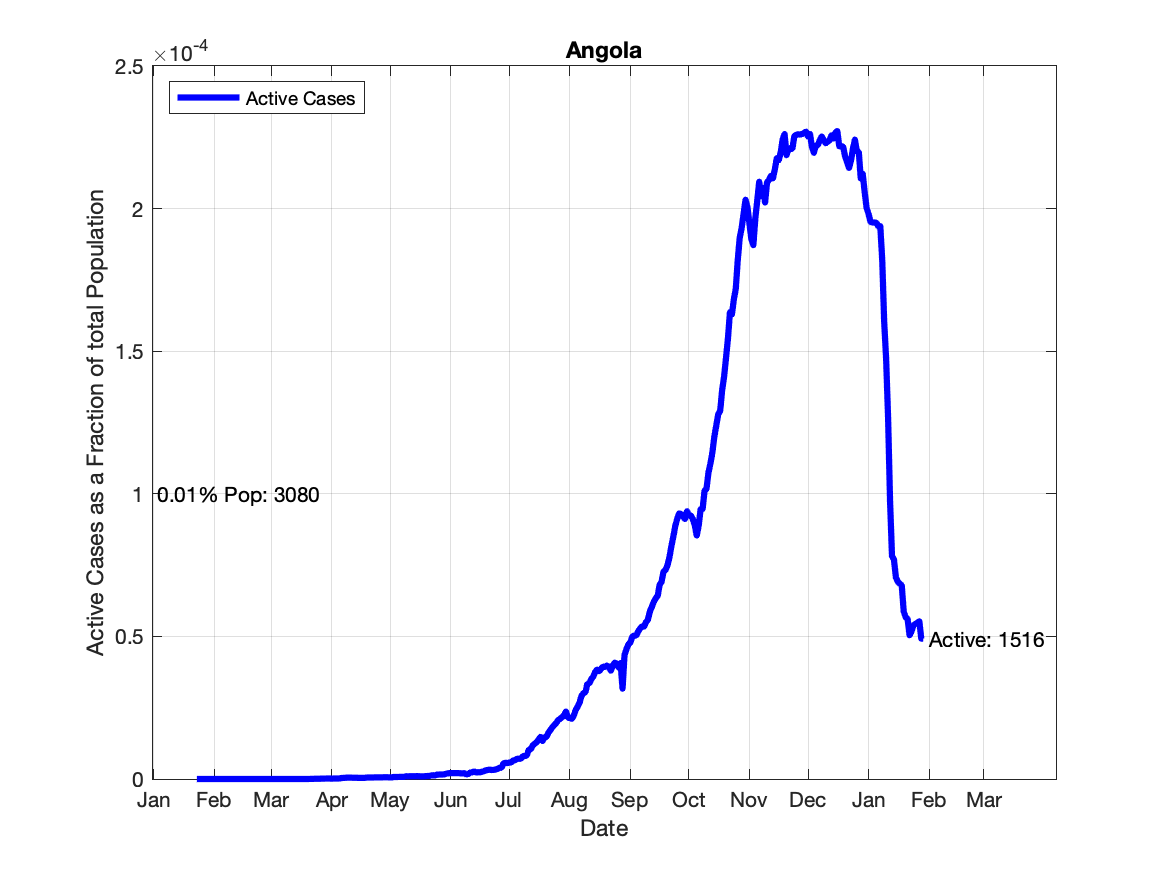 Angola
×10-4
Active Cases
2.5
2
1.5
1
0.5
0
0.01% Pop: 3080
Active: 1516
Active Cases as a Fraction of total Population
Jan Feb Mar Apr May Jun Jul Aug Sep Oct Nov Dec Jan Feb Mar
Date